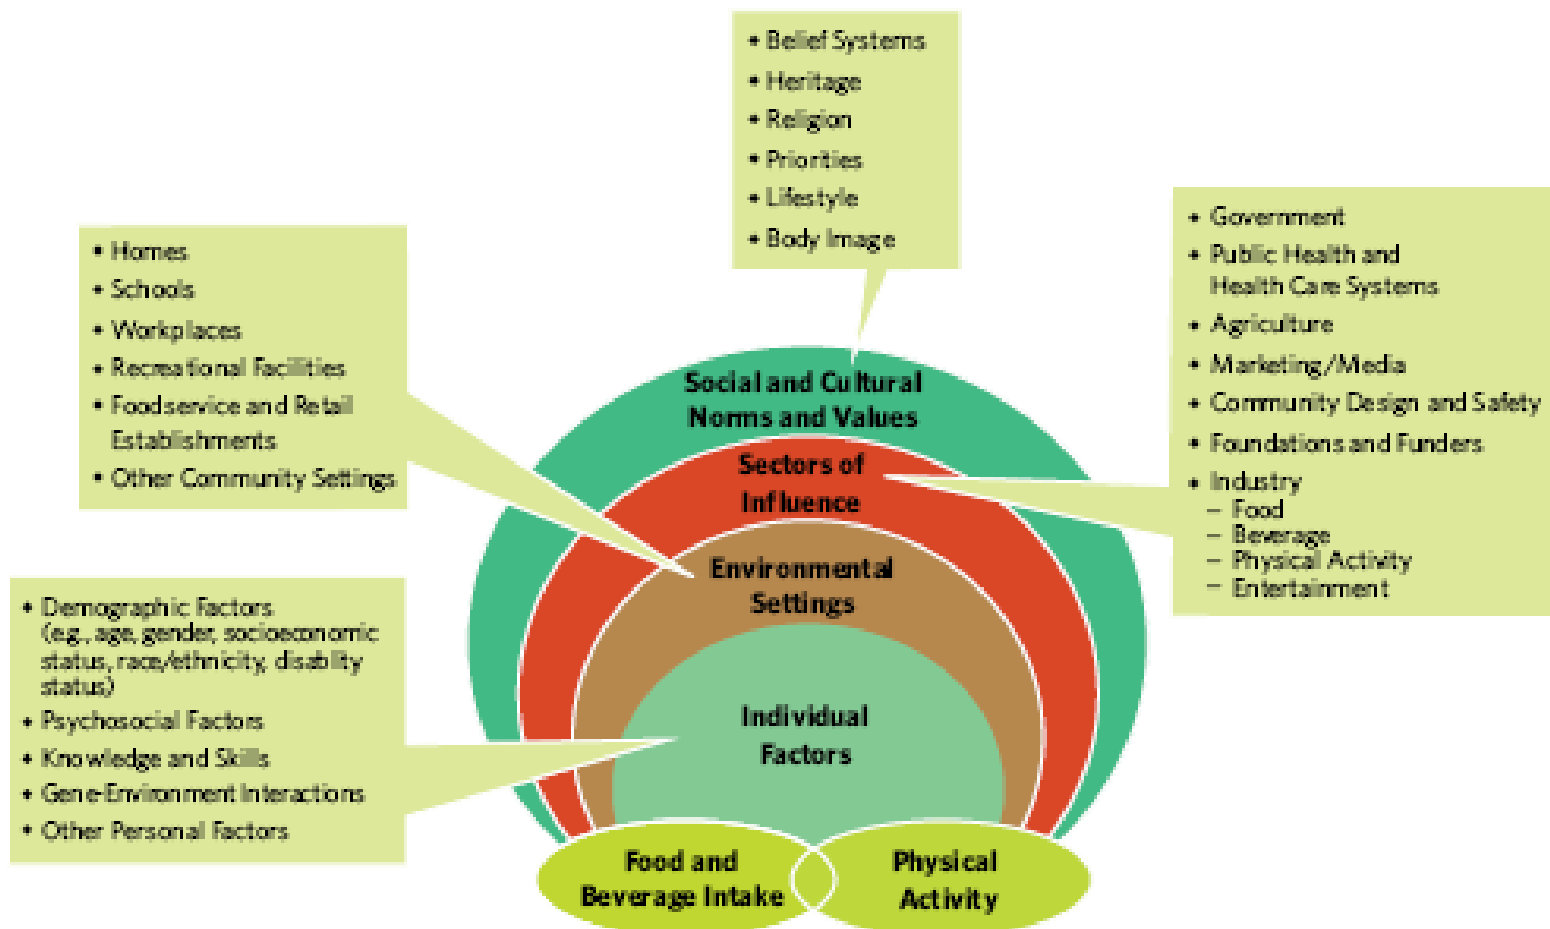 • Belief Systems
• Heritage
• Religion
• Priorities
• Lifestyle
• Body Image
• Homes
• Schools
• Workplaces
• Recreational Facilities
• Foodservice and Retail
Establishments
• Other Community Settings
• Government
• Public Health and
Health Care Systems
• Agriculture
• Marketing/Media
• Community Design and Safety
• Foundations and Funders
• Industry
– Food
– Beverage
– Physical Activity
– Entertainment
• Demographic Factors
(e.g., age, gender, socioeconomic
status, race/ethnicity, disablity
status)
• Psychosocial Factors
• Knowledge and Skills
• Gene-Environment Interactions
• Other Personal Factors
Social and Cultural
Norms and Values
Sectors of
Influence
Environmental
Settings
Individual
Factors
Food and
Beverage Intake
Physical
Activity